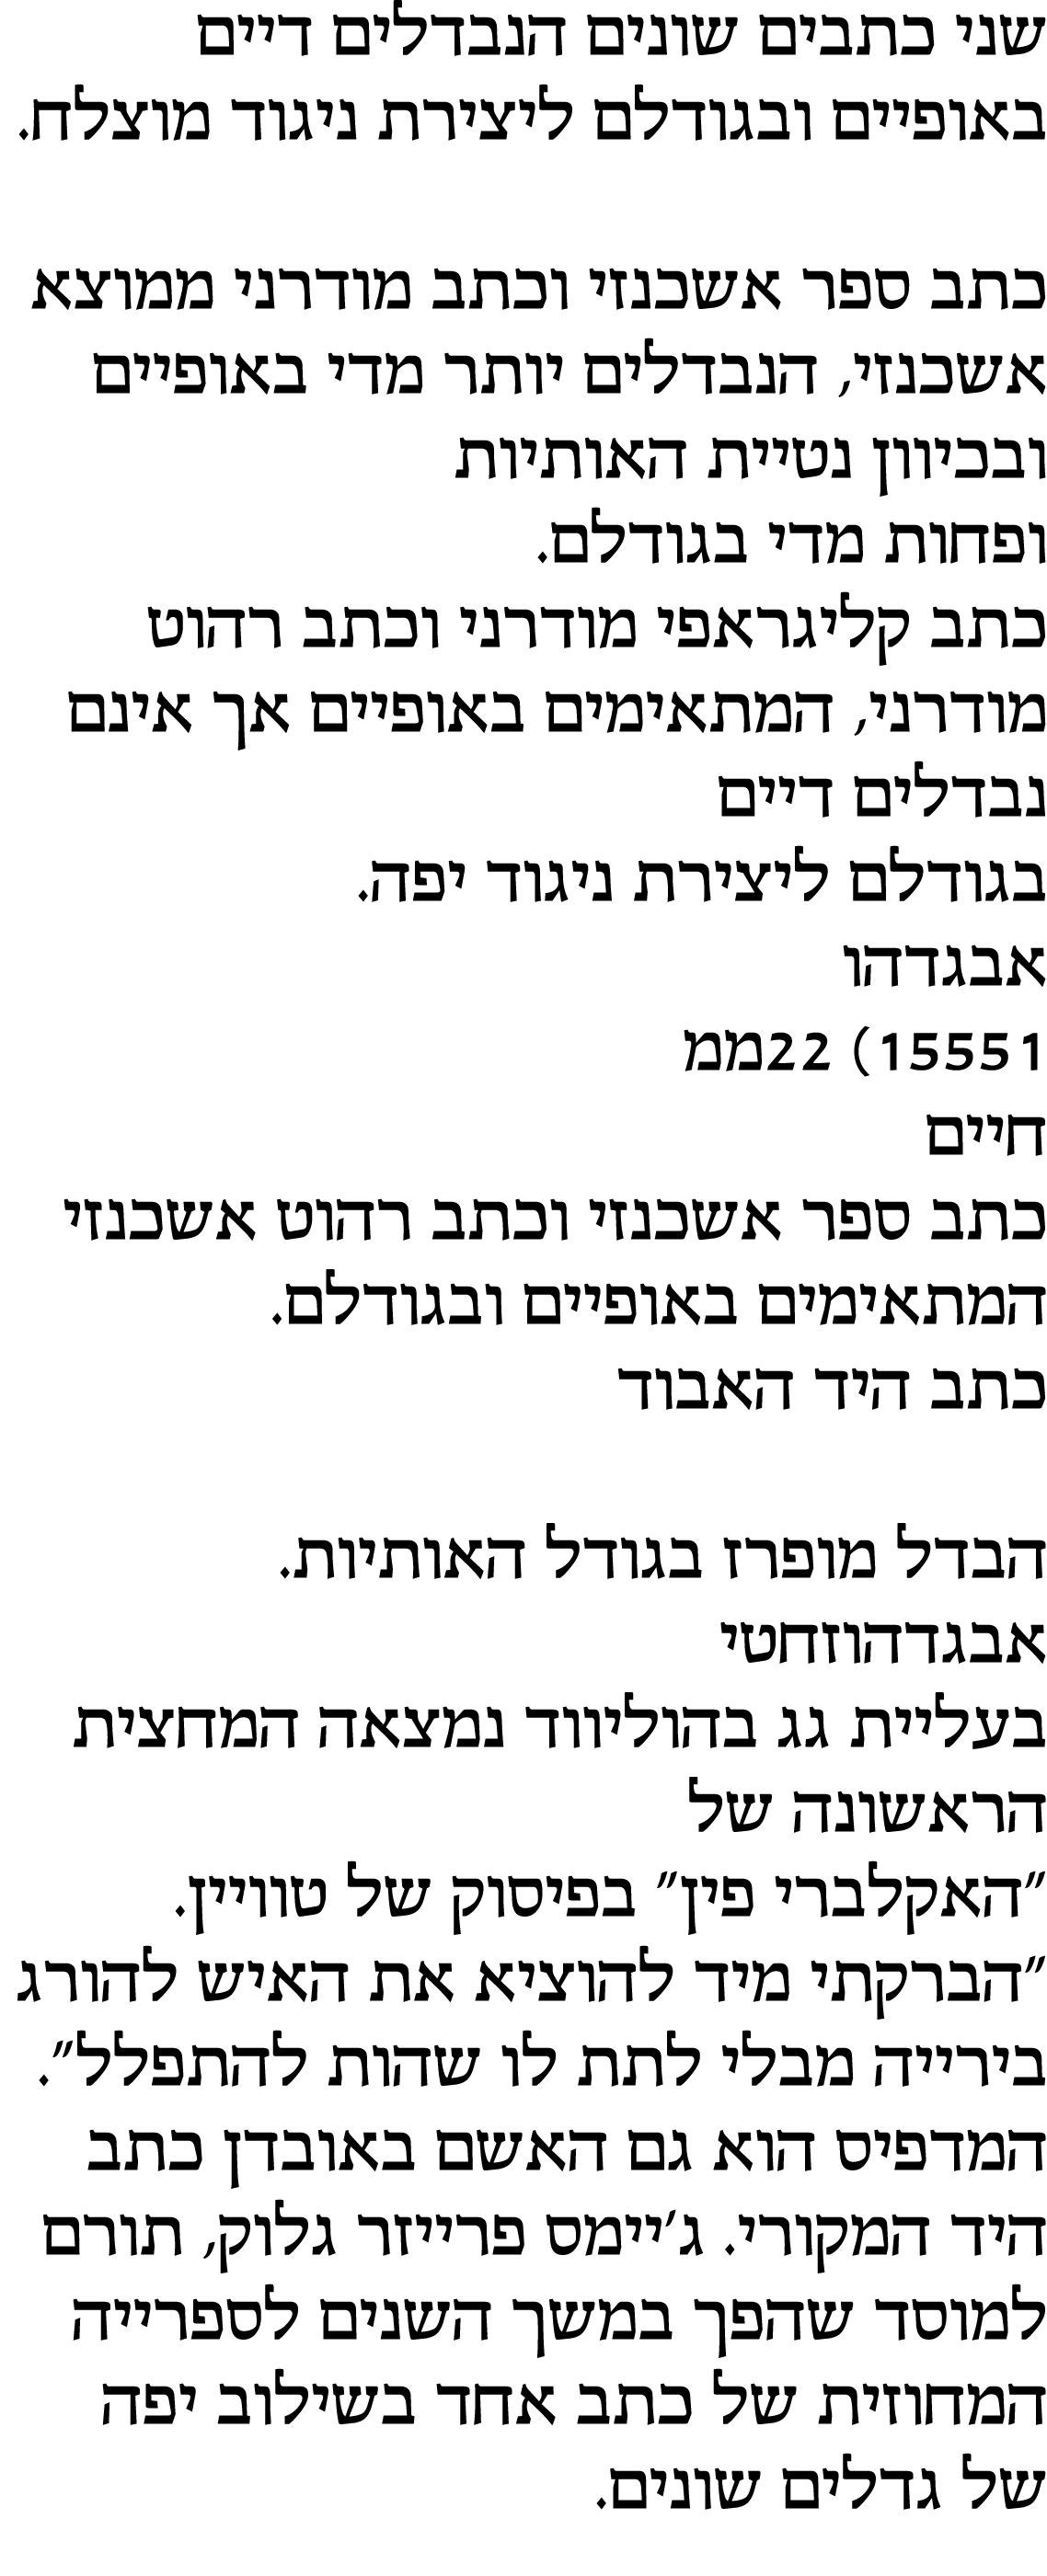 שני כתבים שונים הנבדלים דיים
באופיים ובגודלם ליצירת ניגוד מוצלח.
כתב ספר אשכנזי וכתב מודרני ממוצא
אשכנזי, הנבדלים יותר מדי באופיים
ובכיוון נטיית האותיות
ופחות מדי בגודלם.
כתב קליגראפי מודרני וכתב רהוט
מודרני, המתאימים באופיים אך אינם
נבדלים דיים
בגודלם ליצירת ניגוד יפה.
אבגדהו
15551) 22ממ
חיים
כתב ספר אשכנזי וכתב רהוט אשכנזי
המתאימים באופיים ובגודלם.
כתב היד האבוד
הבדל מופרז בגודל האותיות.
אבגדהוזחטי
בעליית גג בהוליווד נמצאה המחצית
הראשונה של
"האקלברי פין" בפיסוק של טוויין.
"הברקתי מיד להוציא את האיש להורג
בירייה מבלי לתת לו שהות להתפלל".
המדפיס הוא גם האשם באובדן כתב
היד המקורי. ג'יימס פרייזר גלוק, תורם
למוסד שהפך במשך השנים לספרייה
המחוזית של כתב אחד בשילוב יפה
של גדלים שונים.